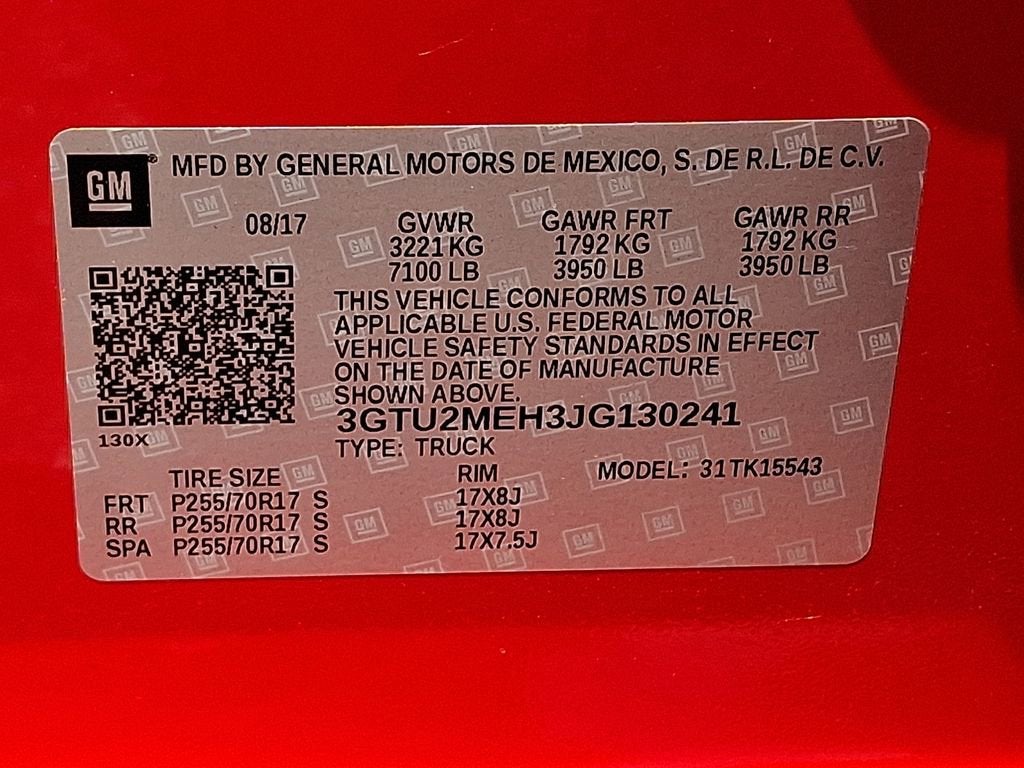 GM
MFD BY GENERAL MOTORS DE MEXICO, S. DE R.L. DE C.V.
08/17 GVWR GAWR FRT GAWR RR
3221 KG 1792 KG 1792 KG
7100 LB 3950 LB 3950 LB
THIS VEHICLE CONFORMS TO ALL
APPLICABLE U.S. FEDERAL MOTOR
VEHICLE SAFETY STANDARDS IN EFFECT
ON THE DATE OF MANUFACTURE
SHOWN ABOVE.
3GTU2MEH3JG130241
130X
TYPE: TRUCK
TIRE SIZE RIM MODEL: 31TK15543
FRT P255/70R17 S 17X8J
RR P255/70R17 S 17X8J
SPA P255/70R17 S 17X7.5J